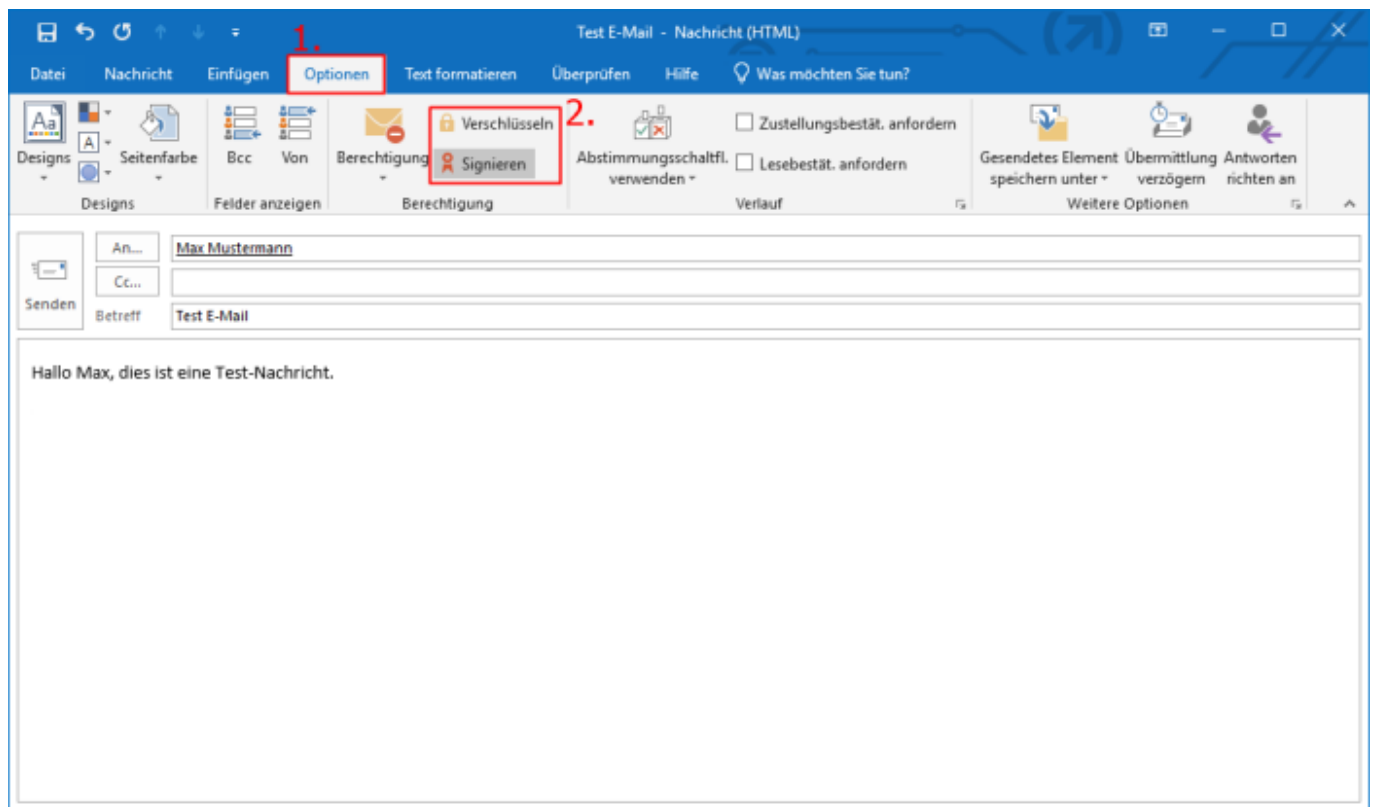 1.
Test E-Mail - Nachricht (HTML)
Datei Nachricht Einfügen Optionen Text formatieren Überprüfen Hilfe Was möchten Sie tun?
2.
Aa
A
Designs Seitenfarbe Bcc Von Berechtigung Verschlüsseln Signieren
Abstimmungsschaltfl. verwenden
Zustellungsbestät. anfordern
Lesebestät. anfordern
Gesendetes Element speichern unter
Übermittlung verzögern
Antworten richten an
Designs Felder anzeigen Berechtigung Verlauf Weitere Optionen
Senden
An... Max Mustermann
Cc...
Betreff Test E-Mail
Hallo Max, dies ist eine Test-Nachricht.